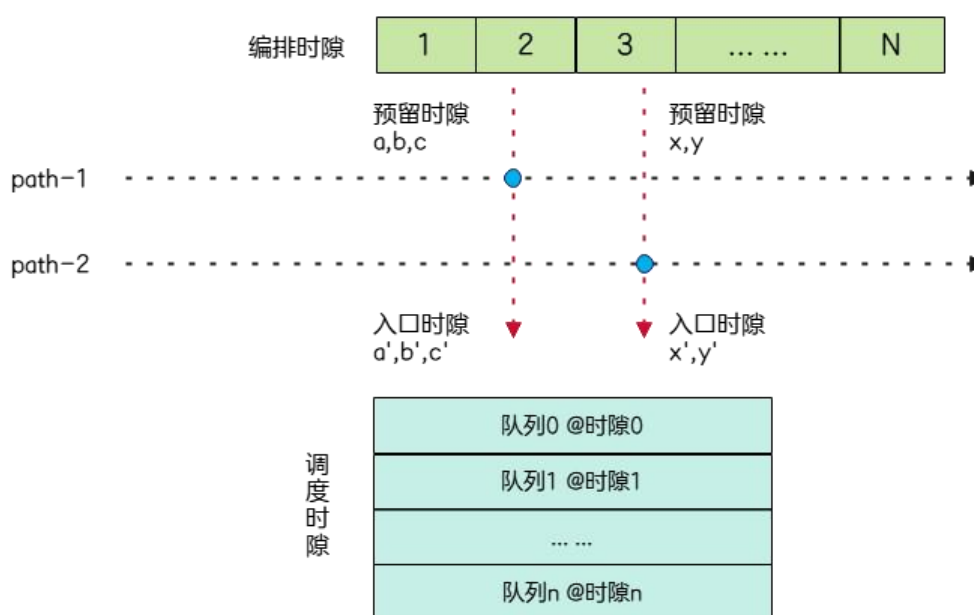 编排时隙 1 2 3 ... ... N
预留时隙
a,b,c
预留时隙
x,y
path-1
path-2
入口时隙
a',b',c'
入口时隙
x',y'
调度时隙
队列0 @时隙0
队列1 @时隙1
... ...
队列n @时隙n